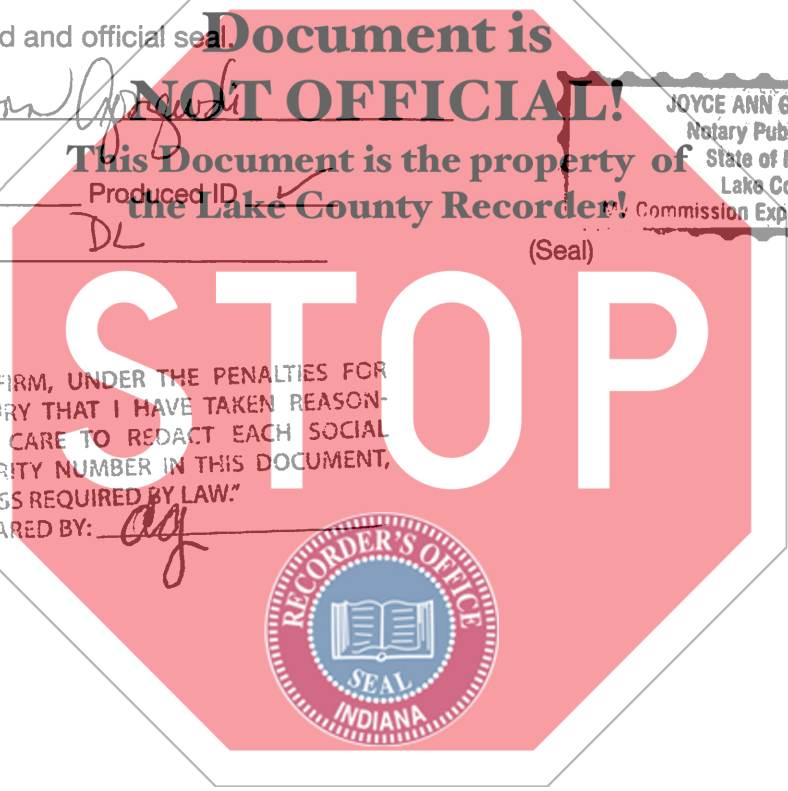 d and official seal.
Document is
NOT OFFICIAL!
This Document is the property of
the Lake County Recorder!
JOYCE ANN G
Notary Pub
State of I
Lake Co
My Commission Exp
Produced ID ✓
DL
(Seal)
STOP
FIRM, UNDER THE PENALTIES FOR
RY THAT I HAVE TAKEN REASON-
CARE TO REDACT EACH SOCIAL
RITY NUMBER IN THIS DOCUMENT,
SS REQUIRED BY LAW."
ARED BY: ag
RECORDER'S OFFICE
SEAL
INDIANA